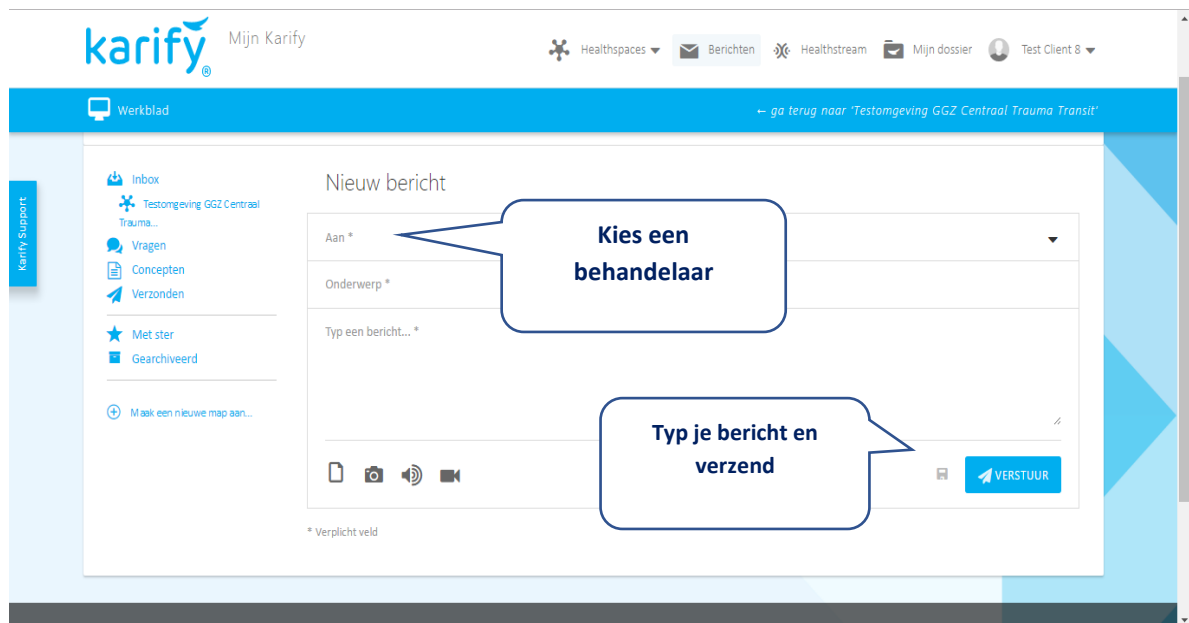 karify®
Mijn Karify
Healthspaces
Berichten
Healthstream
Mijn dossier
Test Client 8
Werkblad
← ga terug naar 'Testomgeving GGZ Centraal Trauma Transit'
Karify Support
Inbox
Testomgeving GGZ Centraal
Trauma...
Vragen
Concepten
Verzonden
Met ster
Gearchiveerd
Maak een nieuwe map aan...
Nieuw bericht
Aan *
Kies een
behandelaar
Onderwerp *
Typ een bericht... *
Typ je bericht en
verzend
VERSTUUR
* Verplicht veld